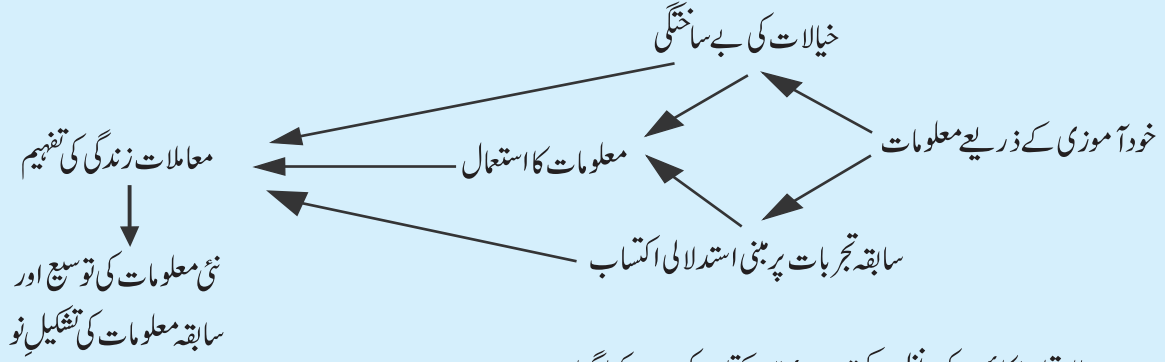 خیالات کی بے ساختگی
خود آموزی کے ذریعے معلومات
معلومات کا استعمال
معاملات زندگی کی تفہیم
سابقہ تجربات پر مبنی استدلالی اکتساب
نئی معلومات کی توسیع اور
سابقہ معلومات کی تشکیلِ نو